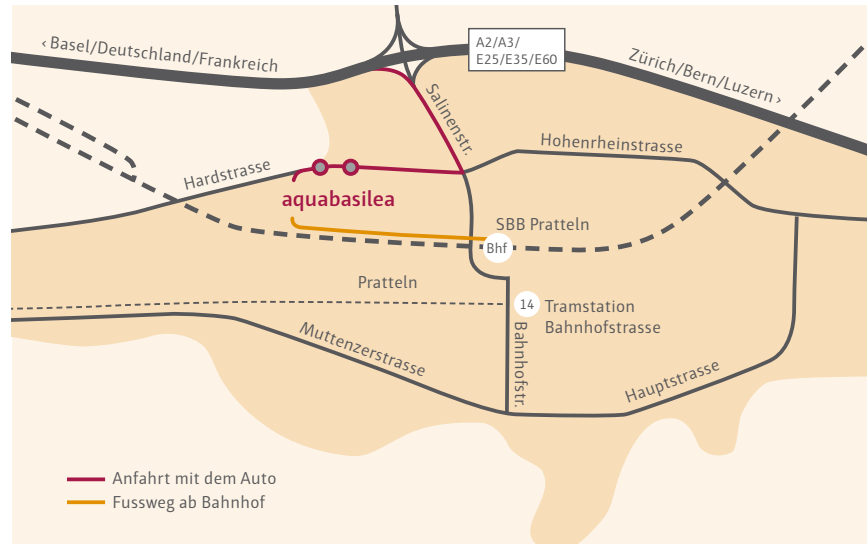 ‹ Basel/Deutschland/Frankreich
A2/A3/
E25/E35/E60
Zürich/Bern/Luzern ›
Salinenstr.
Hohenrheinstrasse
Hardstrasse
aquabasilea
SBB Pratteln
Bhf
Pratteln
14
Tramstation
Bahnhofstrasse
Bahnhofstr.
Muttenzerstrasse
Hauptstrasse
Anfahrt mit dem Auto
Fussweg ab Bahnhof